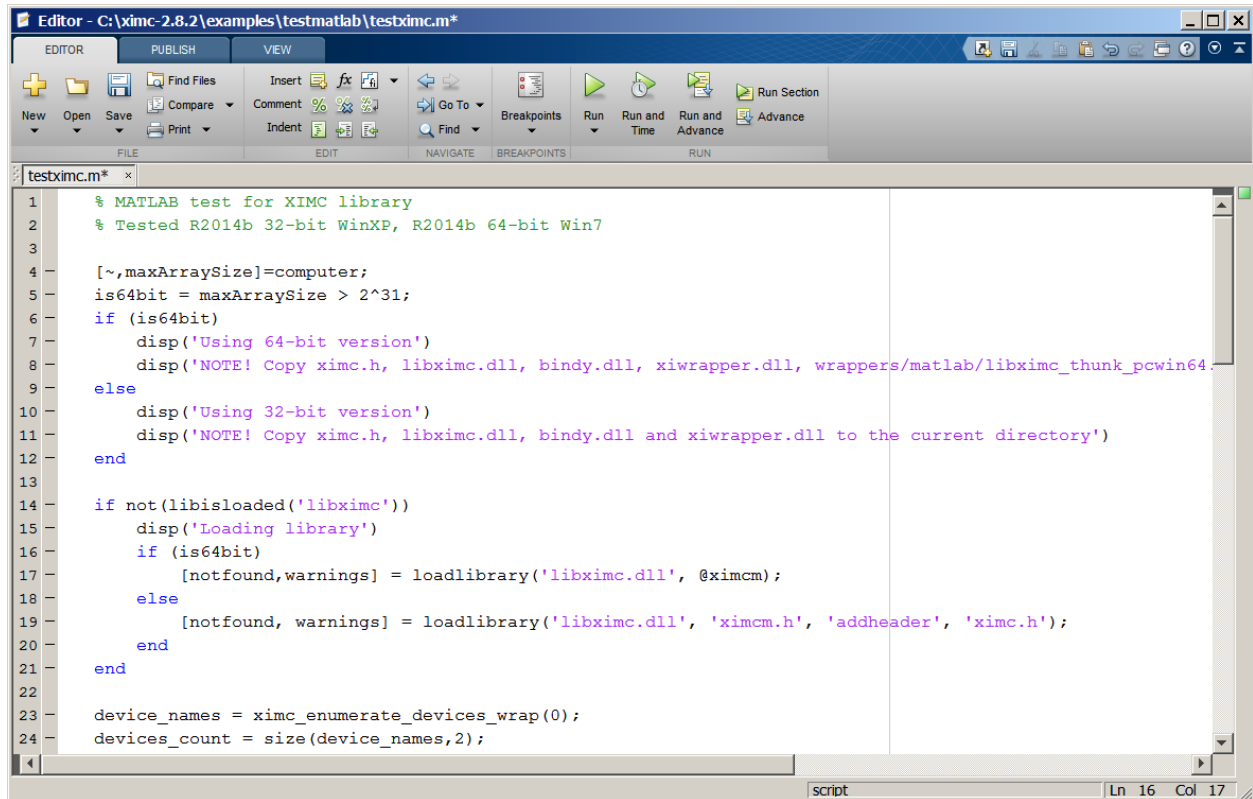 Editor - C:\ximc-2.8.2\examples\testmatlab\testximc.m*
EDITOR PUBLISH VIEW
New Open Save Find Files Compare Print
Insert fx Comment Indent
Go To Find
Breakpoints
Run Run and Time Run and Advance Run Section Advance
FILE EDIT NAVIGATE BREAKPOINTS RUN
testximc.m* ×
1 % MATLAB test for XIMC library
2 % Tested R2014b 32-bit WinXP, R2014b 64-bit Win7
3
4 – [~,maxArraySize]=computer;
5 – is64bit = maxArraySize > 2^31;
6 – if (is64bit)
7 – disp('Using 64-bit version')
8 – disp('NOTE! Copy ximc.h, libximc.dll, bindy.dll, xiwrapper.dll, wrappers/matlab/libximc_thunk_pcwin64.
9 – else
10 – disp('Using 32-bit version')
11 – disp('NOTE! Copy ximc.h, libximc.dll, bindy.dll and xiwrapper.dll to the current directory')
12 – end
13
14 – if not(libisloaded('libximc'))
15 – disp('Loading library')
16 – if (is64bit)
17 – [notfound,warnings] = loadlibrary('libximc.dll', @ximcm);
18 – else
19 – [notfound, warnings] = loadlibrary('libximc.dll', 'ximcm.h', 'addheader', 'ximc.h');
20 – end
21 – end
22
23 – device_names = ximc_enumerate_devices_wrap(0);
24 – devices_count = size(device_names,2);
script Ln 16 Col 17